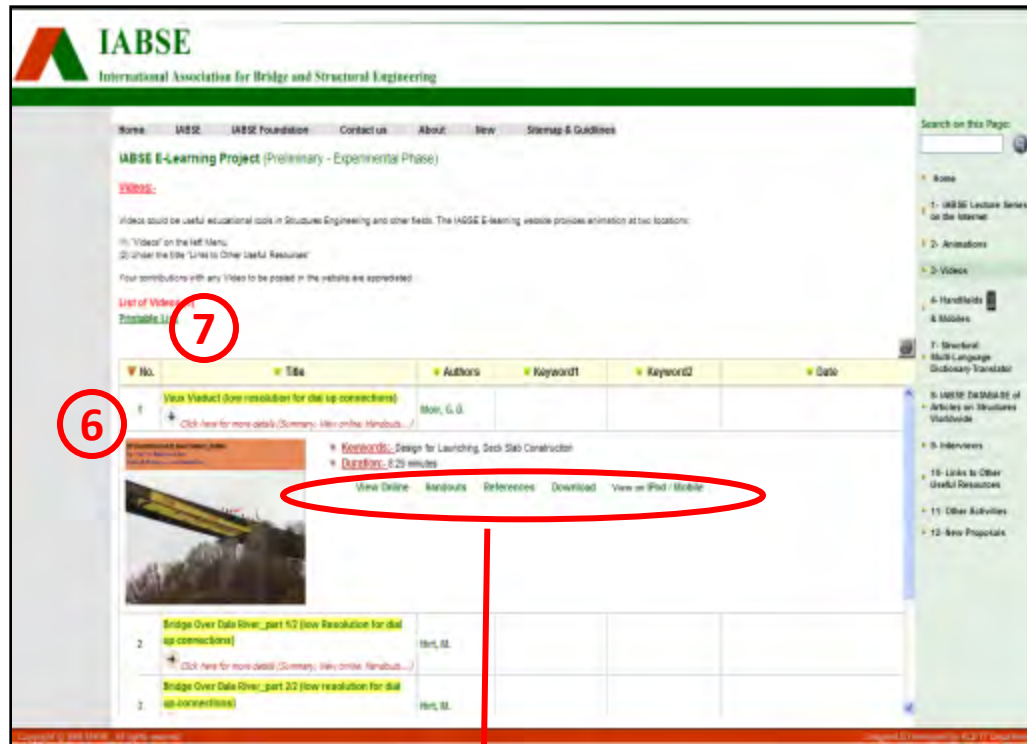 IABSE
International Association for Bridge and Structural Engineering
Home IABSE IABSE Foundation Contact us About New Sitemap & Guidlines
Search on this Page:
IABSE E-Learning Project (Preliminary - Experimental Phase)
Videos:-
Videos could be useful educational tools in Structures Engineering and other fields. The IABSE E-learning website provides animation at two locations:
(1) "Videos" on the left Menu.
(2) Under the title "Links to Other Useful Resources"
Your contributions with any Video to be posted in the website are appreciated
List of Videos
Printable List
7
No. Title Authors Keyword1 Keyword2 Date
6
1 Vaux Viaduct (low resolution for dial up connections) Moir, G. G.
Click here for more details (Summary, View online, Handouts...)
Keywords:- Design for Launching, Deck Slab Construction
Duration:- 8:25 minutes
View Online Handouts References Download View on IPod / Mobile
2 Bridge Over Dala River_part 1/2 (low Resolution for dial
up connections) Hirt, M.
Click here for more details (Summary, View online, Handouts...)
Bridge Over Dala River_part 2/2 (low resolution for dial
up connections) Hirt, M.
Home
1- IABSE Lecture Series
on the Internet
2- Animations
3- Videos
4- Handhelds
& Mobiles
7- Structural
Multi-Language
Dictionary Translator
8- IABSE DATABASE of
Articles on Structures
Worldwide
9- Interviews
10- Links to Other
Useful Resources
11- Other Activities
12- New Proposals